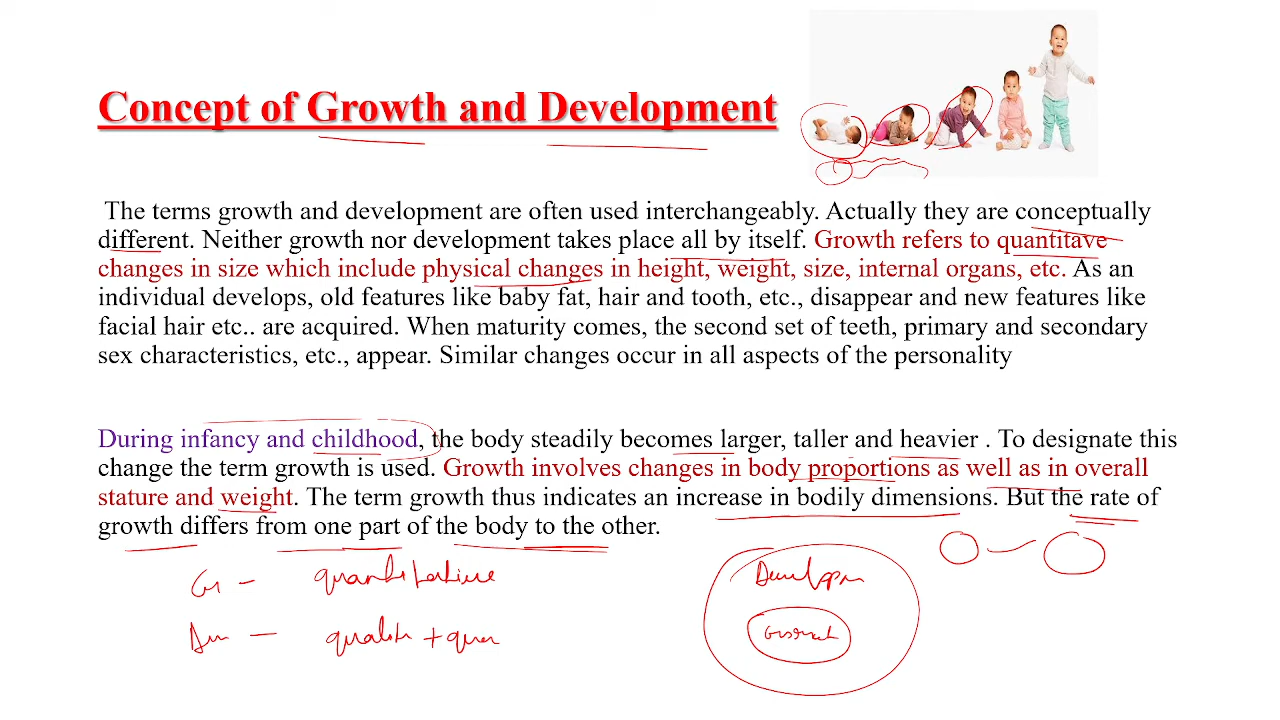 Concept of Growth and Development
The terms growth and development are often used interchangeably. Actually they are conceptually
different. Neither growth nor development takes place all by itself. Growth refers to quantitave
changes in size which include physical changes in height, weight, size, internal organs, etc. As an
individual develops, old features like baby fat, hair and tooth, etc., disappear and new features like
facial hair etc.. are acquired. When maturity comes, the second set of teeth, primary and secondary
sex characteristics, etc., appear. Similar changes occur in all aspects of the personality
During infancy and childhood, the body steadily becomes larger, taller and heavier . To designate this
change the term growth is used. Growth involves changes in body proportions as well as in overall
stature and weight. The term growth thus indicates an increase in bodily dimensions. But the rate of
growth differs from one part of the body to the other.